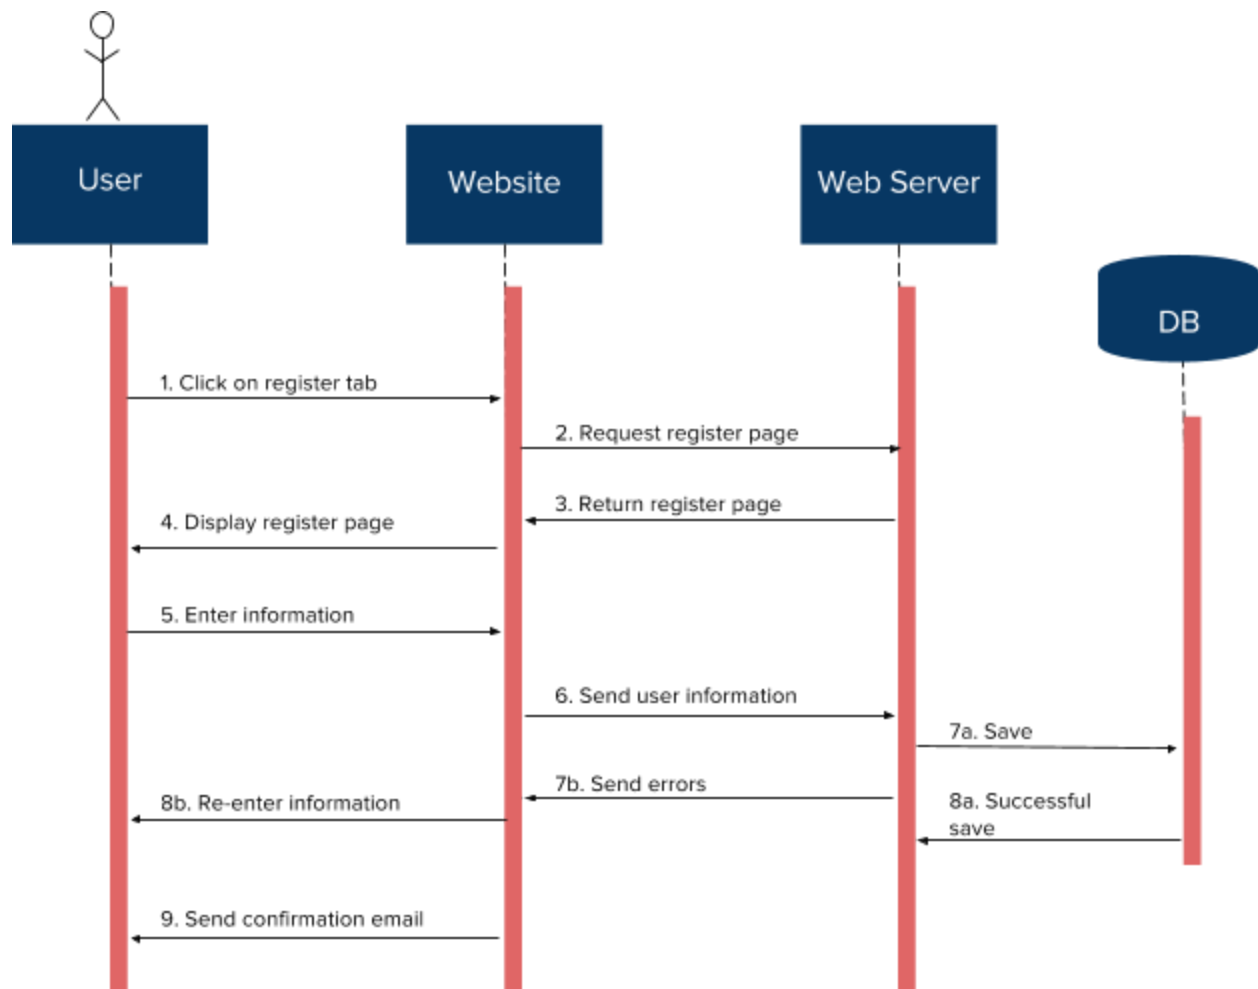 User
Website
Web Server
DB
1. Click on register tab
2. Request register page
3. Return register page
4. Display register page
5. Enter information
6. Send user information
7a. Save
7b. Send errors
8b. Re-enter information
8a. Successful
save
9. Send confirmation email